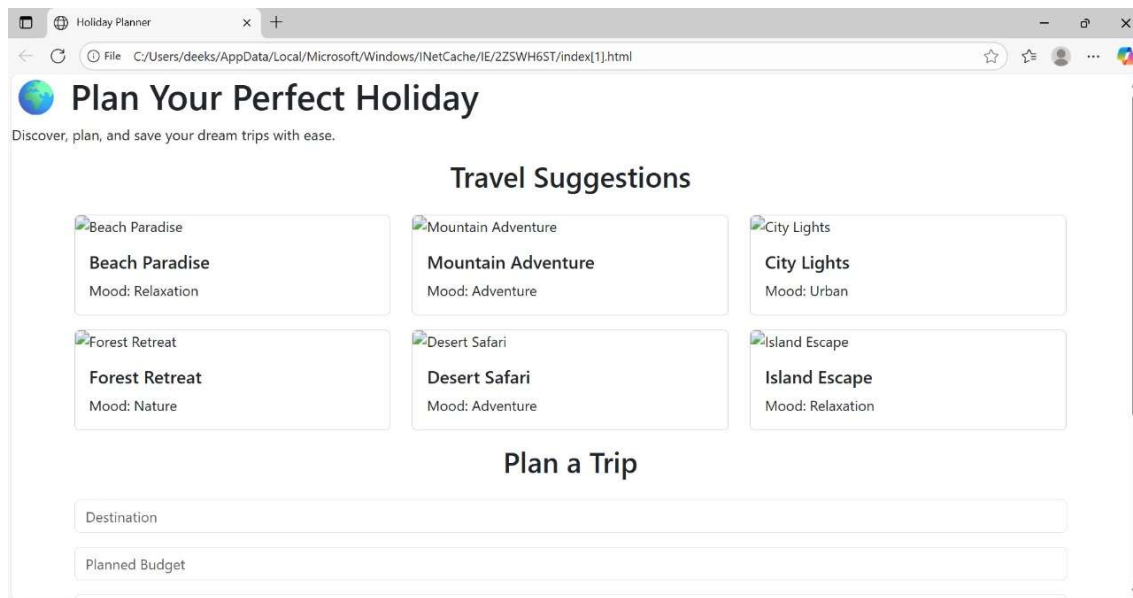 Holiday Planner
File C:/Users/deeks/AppData/Local/Microsoft/Windows/INetCache/IE/2ZSWH6ST/index[1].html
Plan Your Perfect Holiday
Discover, plan, and save your dream trips with ease.
Travel Suggestions
Beach Paradise
Beach Paradise
Mood: Relaxation
Mountain Adventure
Mountain Adventure
Mood: Adventure
City Lights
City Lights
Mood: Urban
Forest Retreat
Forest Retreat
Mood: Nature
Desert Safari
Desert Safari
Mood: Adventure
Island Escape
Island Escape
Mood: Relaxation
Plan a Trip
Destination
Planned Budget